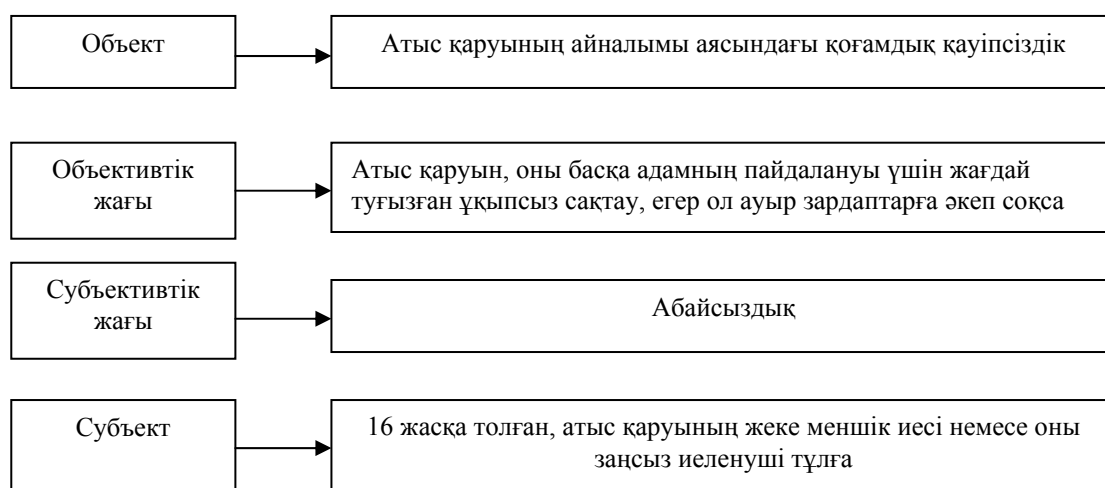 Объект
Атыс қаруының айналымы аясындағы қоғамдық қауіпсіздік
Объективтік
жағы
Атыс қаруын, оны басқа адамның пайдалануы үшін жағдай
туғызған ұқыпсыз сақтау, егер ол ауыр зардаптарға әкеп соқса
Субъективтік
жағы
Абайсыздық
Субъект
16 жасқа толған, атыс қаруының жеке меншік иесі немесе оны
заңсыз иеленуші тұлға